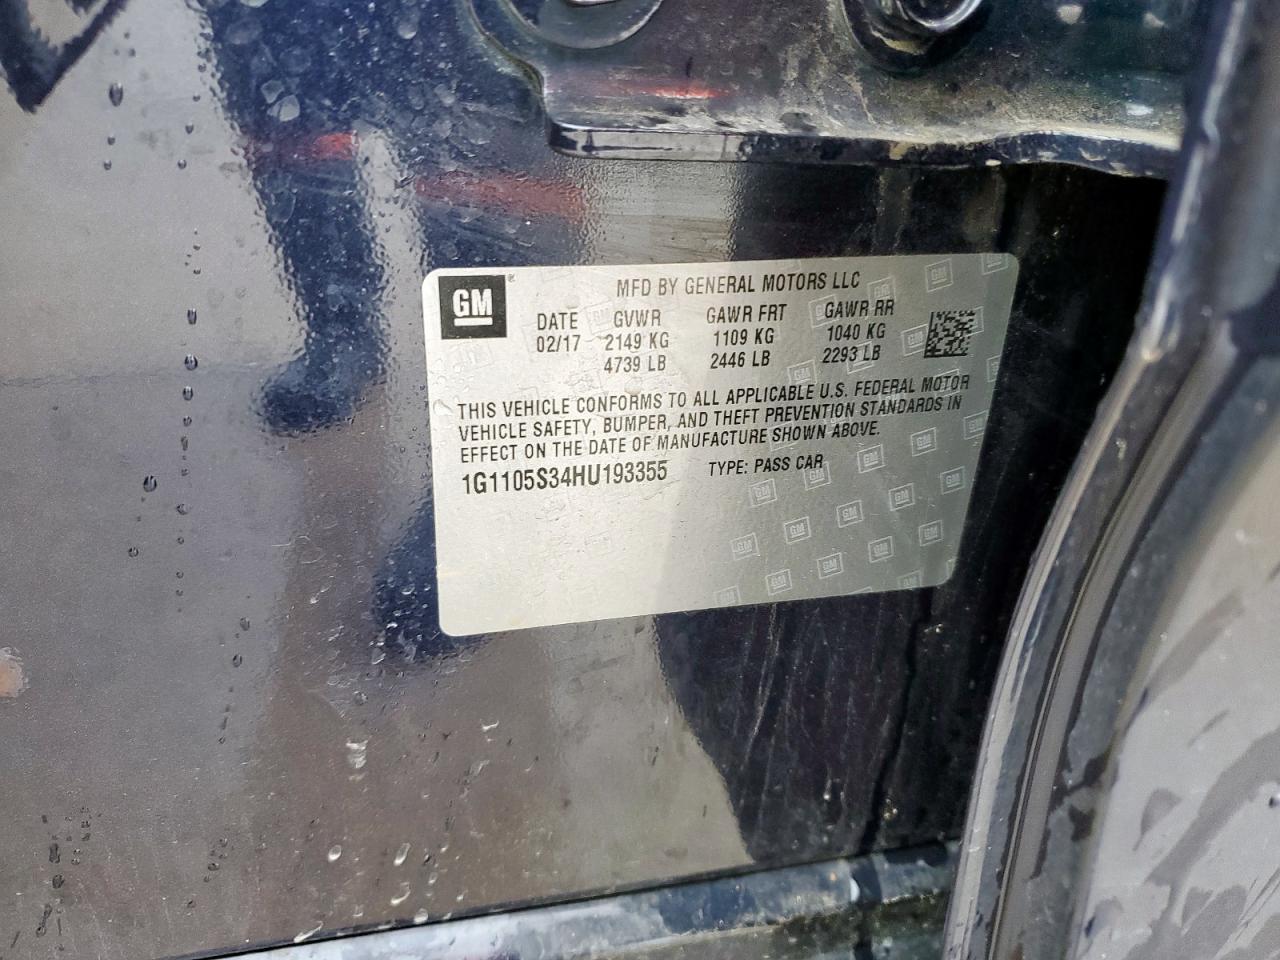 GM
MFD BY GENERAL MOTORS LLC
DATE GVWR GAWR FRT GAWR RR
02/17 2149 KG 1109 KG 1040 KG
4739 LB 2446 LB 2293 LB
THIS VEHICLE CONFORMS TO ALL APPLICABLE U.S. FEDERAL MOTOR
VEHICLE SAFETY, BUMPER, AND THEFT PREVENTION STANDARDS IN
EFFECT ON THE DATE OF MANUFACTURE SHOWN ABOVE.
1G1105S34HU193355 TYPE: PASS CAR